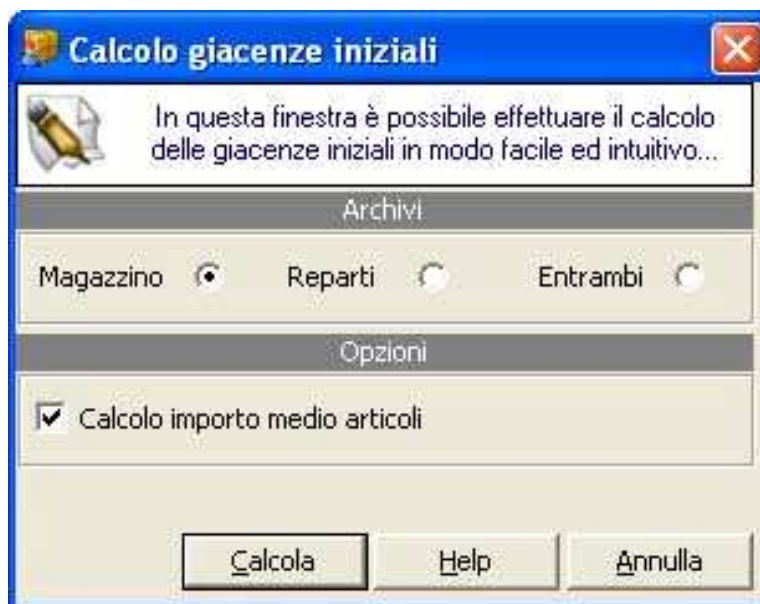 Calcolo giacenze iniziali
In questa finestra è possibile effettuare il calcolo
delle giacenze iniziali in modo facile ed intuitivo...
Archivi
Magazzino Reparti Entrambi
Opzioni
Calcolo importo medio articoli
Calcola Help Annulla